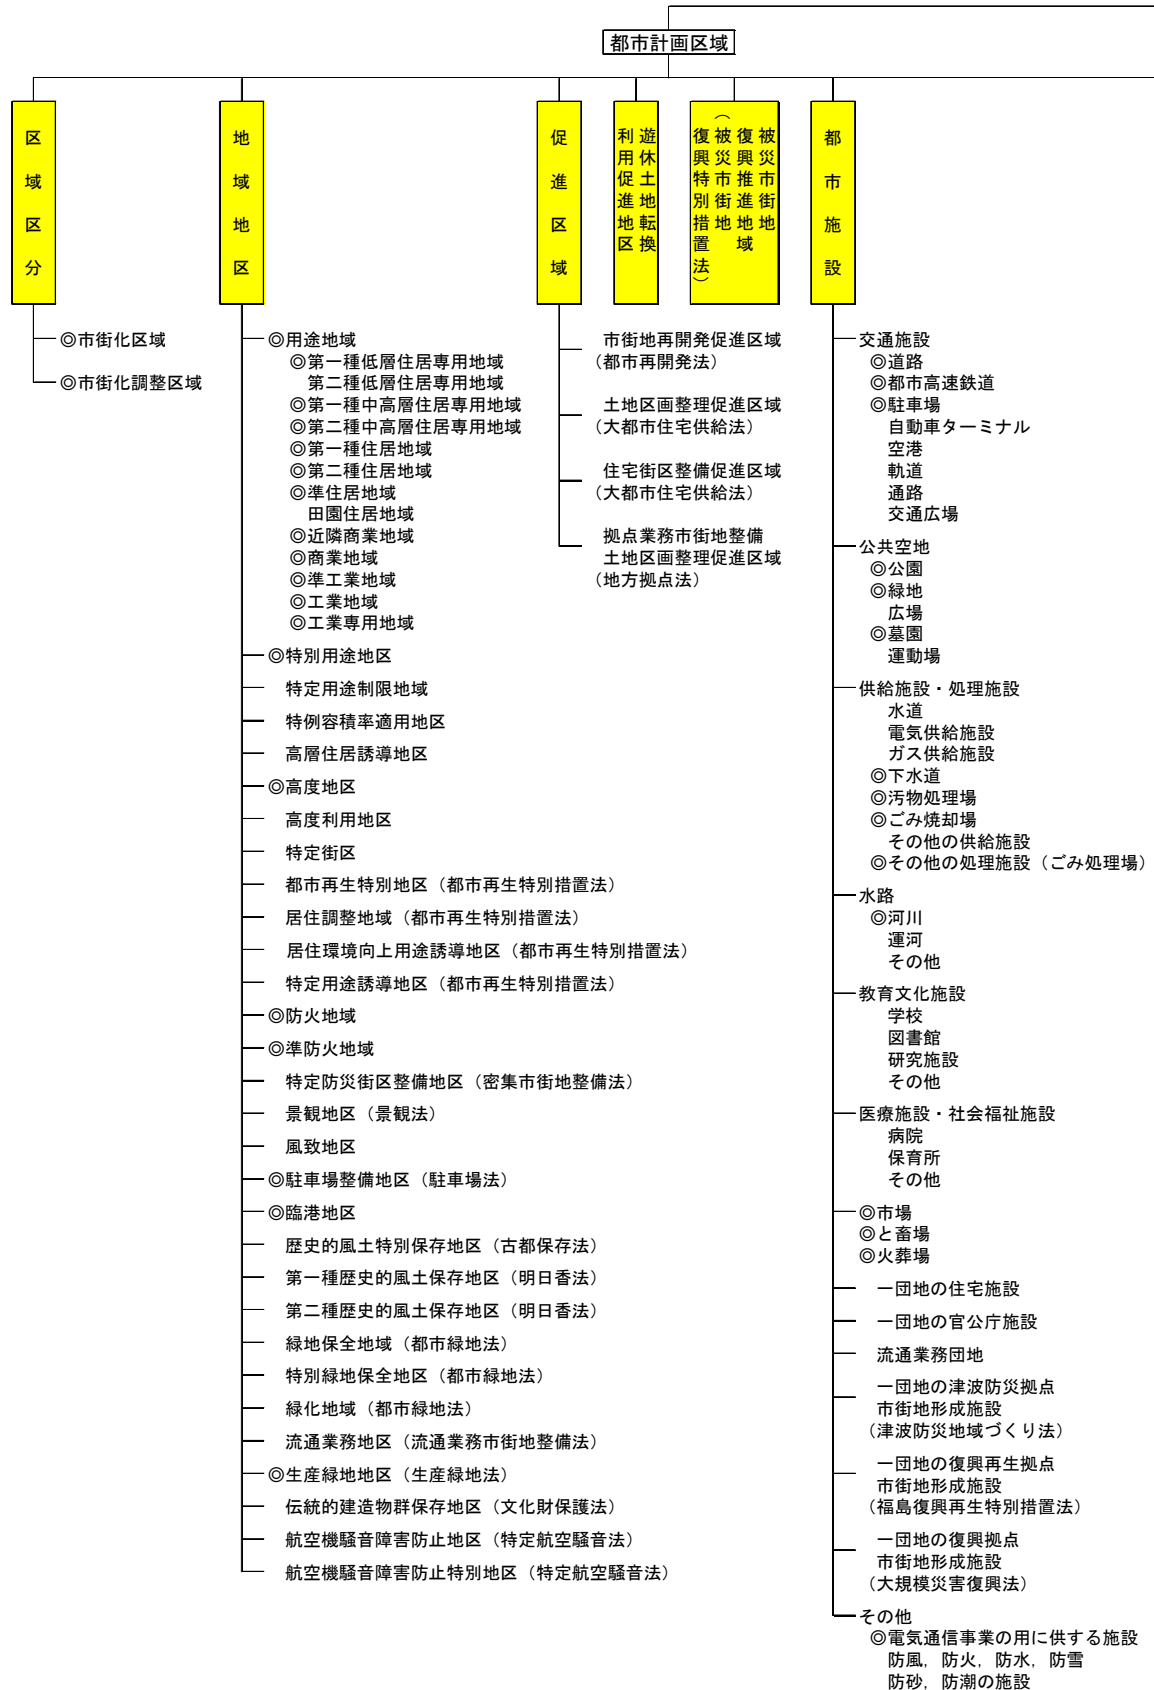 都市計画区域
区域区分
◎市街化区域
◎市街化調整区域
地域地区
◎用途地域
◎第一種低層住居専用地域
第二種低層住居専用地域
◎第一種中高層住居専用地域
◎第二種中高層住居専用地域
◎第一種住居地域
◎第二種住居地域
◎準住居地域
田園住居地域
◎近隣商業地域
◎商業地域
◎準工業地域
◎工業地域
◎工業専用地域
◎特別用途地区
特定用途制限地域
特例容積率適用地区
高層住居誘導地区
◎高度地区
高度利用地区
特定街区
都市再生特別地区（都市再生特別措置法）
居住調整地域（都市再生特別措置法）
居住環境向上用途誘導地区（都市再生特別措置法）
特定用途誘導地区（都市再生特別措置法）
◎防火地域
◎準防火地域
特定防災街区整備地区（密集市街地整備法）
景観地区（景観法）
風致地区
◎駐車場整備地区（駐車場法）
◎臨港地区
歴史的風土特別保存地区（古都保存法）
第一種歴史的風土保存地区（明日香法）
第二種歴史的風土保存地区（明日香法）
緑地保全地域（都市緑地法）
特別緑地保全地区（都市緑地法）
緑化地域（都市緑地法）
流通業務地区（流通業務市街地整備法）
◎生産緑地地区（生産緑地法）
伝統的建造物群保存地区（文化財保護法）
航空機騒音障害防止地区（特定航空騒音法）
航空機騒音障害防止特別地区（特定航空騒音法）
促進区域
市街地再開発促進区域
（都市再開発法）
土地区画整理促進区域
（大都市住宅供給法）
住宅街区整備促進区域
（大都市住宅供給法）
拠点業務市街地整備
土地区画整理促進区域
（地方拠点法）
遊休土地転換
利用促進地区
被災市街地
復興推進地域
（被災市街地
復興特別措置法）
都市施設
交通施設
◎道路
◎都市高速鉄道
◎駐車場
自動車ターミナル
空港
軌道
通路
交通広場
公共空地
◎公園
◎緑地
広場
◎墓園
運動場
供給施設・処理施設
水道
電気供給施設
ガス供給施設
◎下水道
◎汚物処理場
◎ごみ焼却場
その他の供給施設
◎その他の処理施設（ごみ処理場）
水路
◎河川
運河
その他
教育文化施設
学校
図書館
研究施設
その他
医療施設・社会福祉施設
病院
保育所
その他
◎市場
◎と畜場
◎火葬場
一団地の住宅施設
一団地の官公庁施設
流通業務団地
一団地の津波防災拠点
市街地形成施設
（津波防災地域づくり法）
一団地の復興再生拠点
市街地形成施設
（福島復興再生特別措置法）
一団地の復興拠点
市街地形成施設
（大規模災害復興法）
その他
◎電気通信事業の用に供する施設
防風，防火，防水，防雪
防砂，防潮の施設